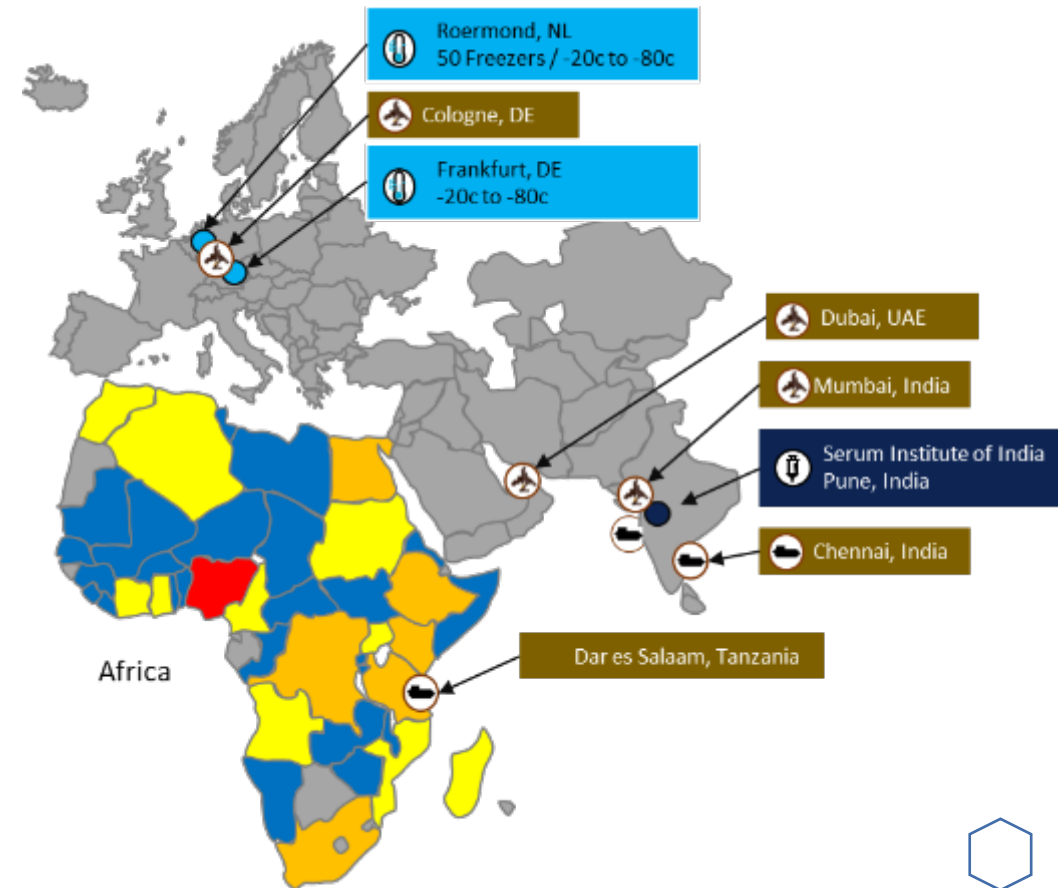 Roermond, NL
50 Freezers / -20c to -80c
Cologne, DE
Frankfurt, DE
-20c to -80c
Dubai, UAE
Mumbai, India
Serum Institute of India
Pune, India
Chennai, India
Dar es Salaam, Tanzania
Africa